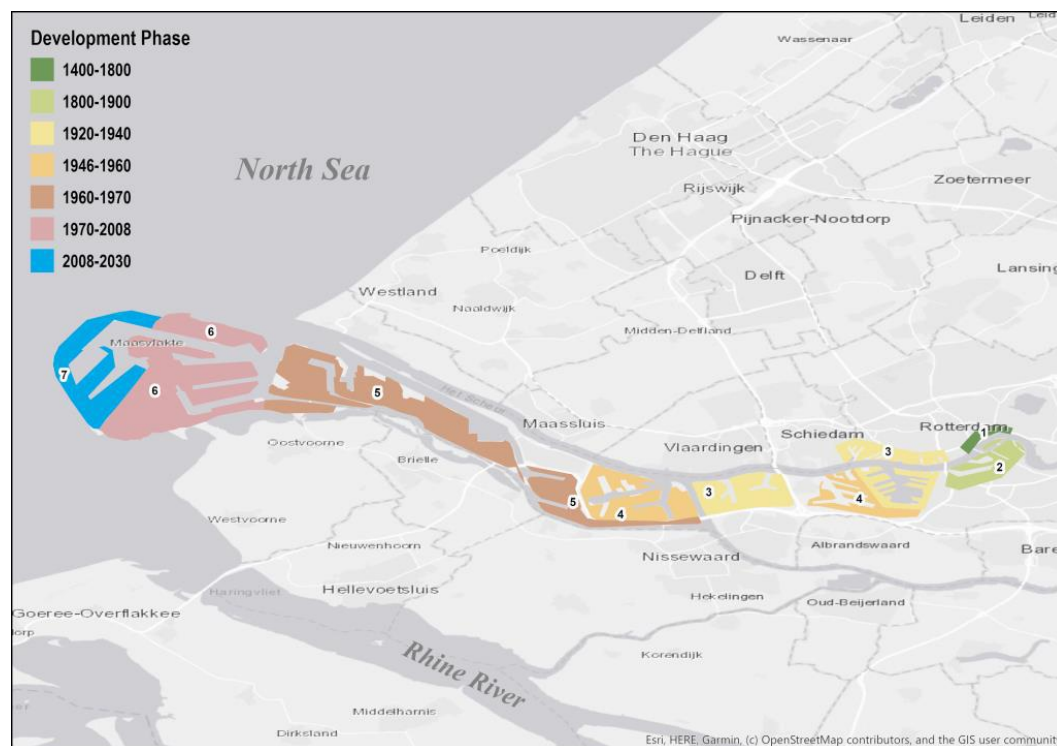 Development Phase
1400-1800
1800-1900
1920-1940
1946-1960
1960-1970
1970-2008
2008-2030
Leiden
Wassenaar
North Sea
Den Haag
The Hague
Zoetermeer
Rijswijk
Pijnacker-Nootdorp
Poeldijk
Delft
Lansing
Westland
Naaldwijk
Midden-Delfland
6
Maasvlakte
7
6
5
Het Scheur
Maassluis
Vlaardingen
Schiedam
Rotterdam
1
3
2
Oostvoorne
Brielle
5
4
3
4
Westvoorne
Nieuwenhoorn
Nissewaard
Albrandswaard
Bare
Hellevoetsluis
Haringvliet
Hekelingen
Oud-Beijerland
Goeree-Overflakkee
dorp
Rhine River
Korendijk
Middelharnis
Dirksland
Esri, HERE, Garmin, (c) OpenStreetMap contributors, and the GIS user communit